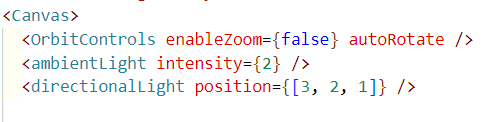 <Canvas>
<OrbitControls enableZoom={false} autoRotate />
<ambientLight intensity={2} />
<directionalLight position={[3, 2, 1]} />